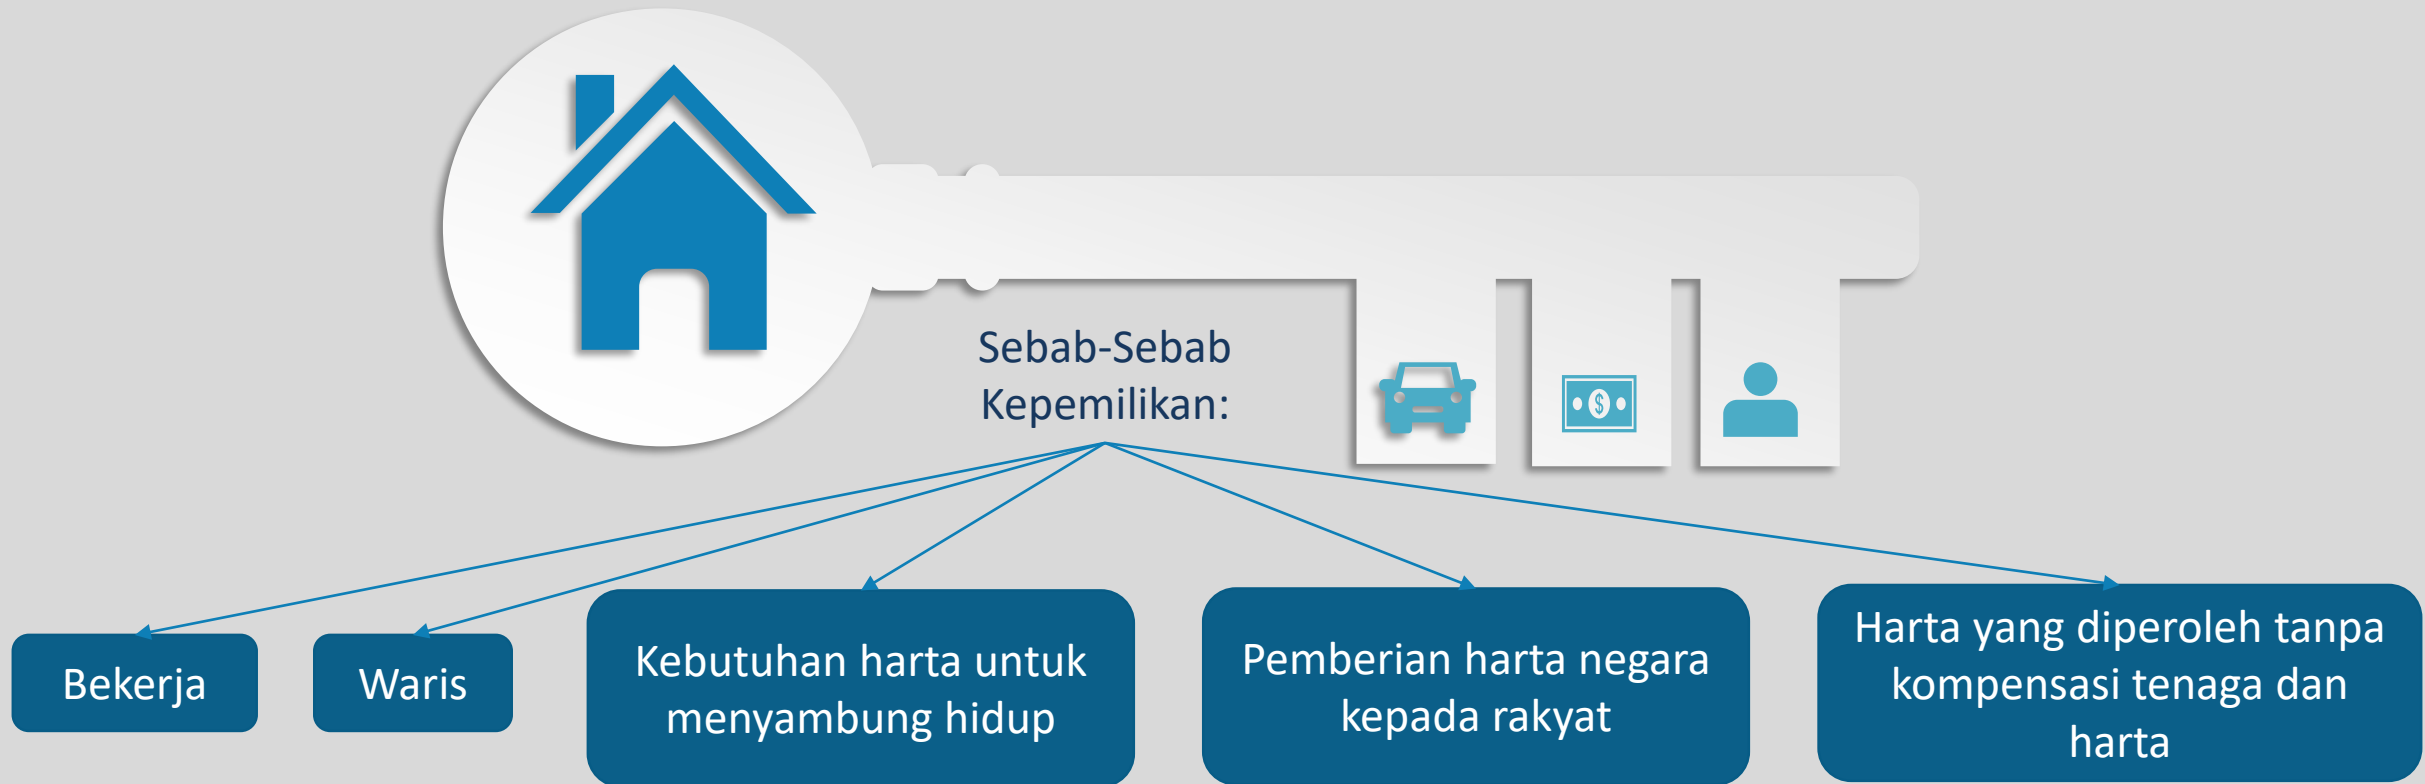 Sebab-Sebab
Kepemilikan:
$
Bekerja
Waris
Kebutuhan harta untuk
menyambung hidup
Pemberian harta negara
kepada rakyat
Harta yang diperoleh tanpa
kompensasi tenaga dan
harta